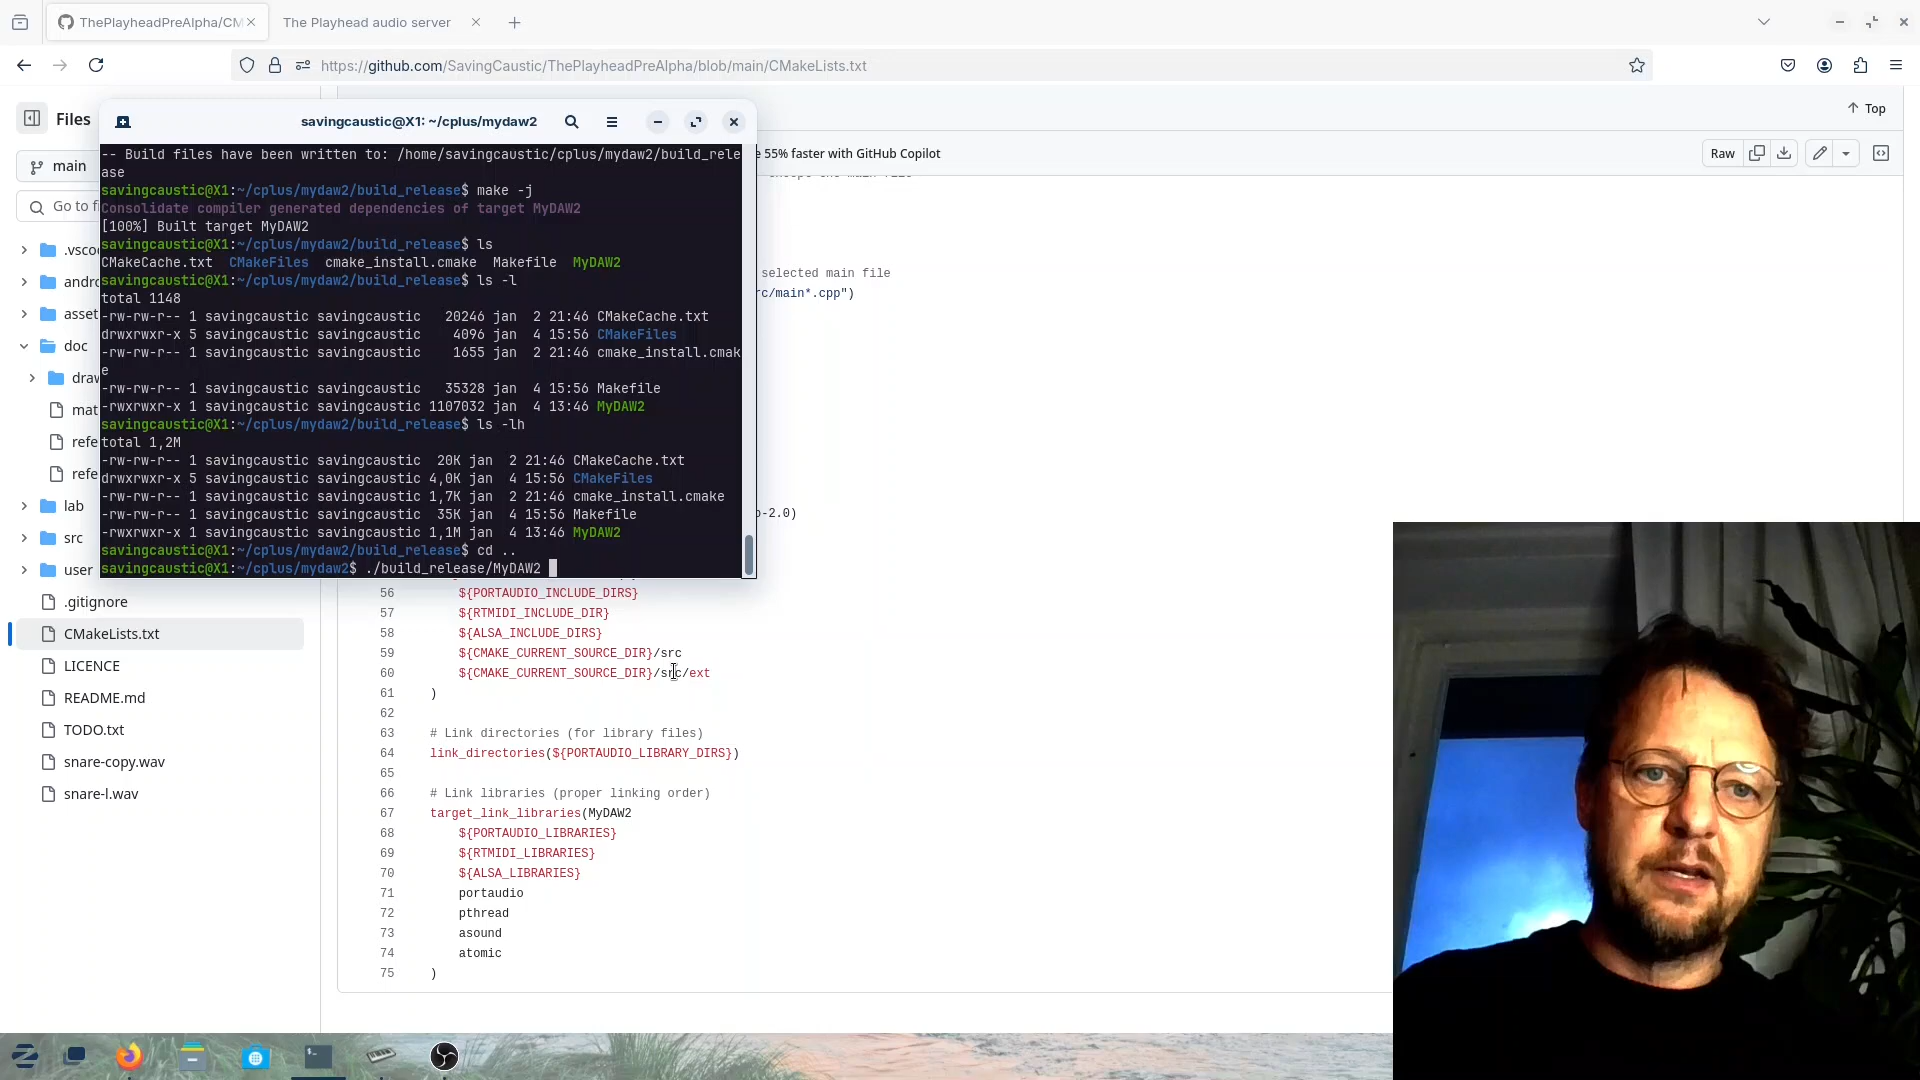 ThePlayheadPreAlpha/CM
The Playhead audio server
https://github.com/SavingCaustic/ThePlayheadPreAlpha/blob/main/CMakeLists.txt
Files
main
Go to f
.vsco
andro
asset
doc
draw
mat
refe
refe
lab
src
user
.gitignore
CMakeLists.txt
LICENCE
README.md
TODO.txt
snare-copy.wav
snare-l.wav
Top
e 55% faster with GitHub Copilot
Raw
savingcaustic@X1: ~/cplus/mydaw2
-- Build files have been written to: /home/savingcaustic/cplus/mydaw2/build_rele
ase
savingcaustic@X1:~/cplus/mydaw2/build_release$ make -j
Consolidate compiler generated dependencies of target MyDAW2
[100%] Built target MyDAW2
savingcaustic@X1:~/cplus/mydaw2/build_release$ ls
CMakeCache.txt  CMakeFiles  cmake_install.cmake  Makefile  MyDAW2
savingcaustic@X1:~/cplus/mydaw2/build_release$ ls -l
total 1148
-rw-rw-r-- 1 savingcaustic savingcaustic   20246 jan  2 21:46 CMakeCache.txt
drwxrwxr-x 5 savingcaustic savingcaustic    4096 jan  4 15:56 CMakeFiles
-rw-rw-r-- 1 savingcaustic savingcaustic    1655 jan  2 21:46 cmake_install.cmak
e
-rw-rw-r-- 1 savingcaustic savingcaustic   35328 jan  4 15:56 Makefile
-rwxrwxr-x 1 savingcaustic savingcaustic 1107032 jan  4 13:46 MyDAW2
savingcaustic@X1:~/cplus/mydaw2/build_release$ ls -lh
total 1,2M
-rw-rw-r-- 1 savingcaustic savingcaustic  20K jan  2 21:46 CMakeCache.txt
drwxrwxr-x 5 savingcaustic savingcaustic 4,0K jan  4 15:56 CMakeFiles
-rw-rw-r-- 1 savingcaustic savingcaustic 1,7K jan  2 21:46 cmake_install.cmake
-rw-rw-r-- 1 savingcaustic savingcaustic  35K jan  4 15:56 Makefile
-rwxrwxr-x 1 savingcaustic savingcaustic 1,1M jan  4 13:46 MyDAW2
savingcaustic@X1:~/cplus/mydaw2/build_release$ cd ..
savingcaustic@X1:~/cplus/mydaw2$ ./build_release/MyDAW2
selected main file
rc/main*.cpp")
o-2.0)
56 ${PORTAUDIO_INCLUDE_DIRS}
57 ${RTMIDI_INCLUDE_DIR}
58 ${ALSA_INCLUDE_DIRS}
59 ${CMAKE_CURRENT_SOURCE_DIR}/src
60 ${CMAKE_CURRENT_SOURCE_DIR}/src/ext
61 )
62
63 # Link directories (for library files)
64 link_directories(${PORTAUDIO_LIBRARY_DIRS})
65
66 # Link libraries (proper linking order)
67 target_link_libraries(MyDAW2
68 ${PORTAUDIO_LIBRARIES}
69 ${RTMIDI_LIBRARIES}
70 ${ALSA_LIBRARIES}
71 portaudio
72 pthread
73 asound
74 atomic
75 )